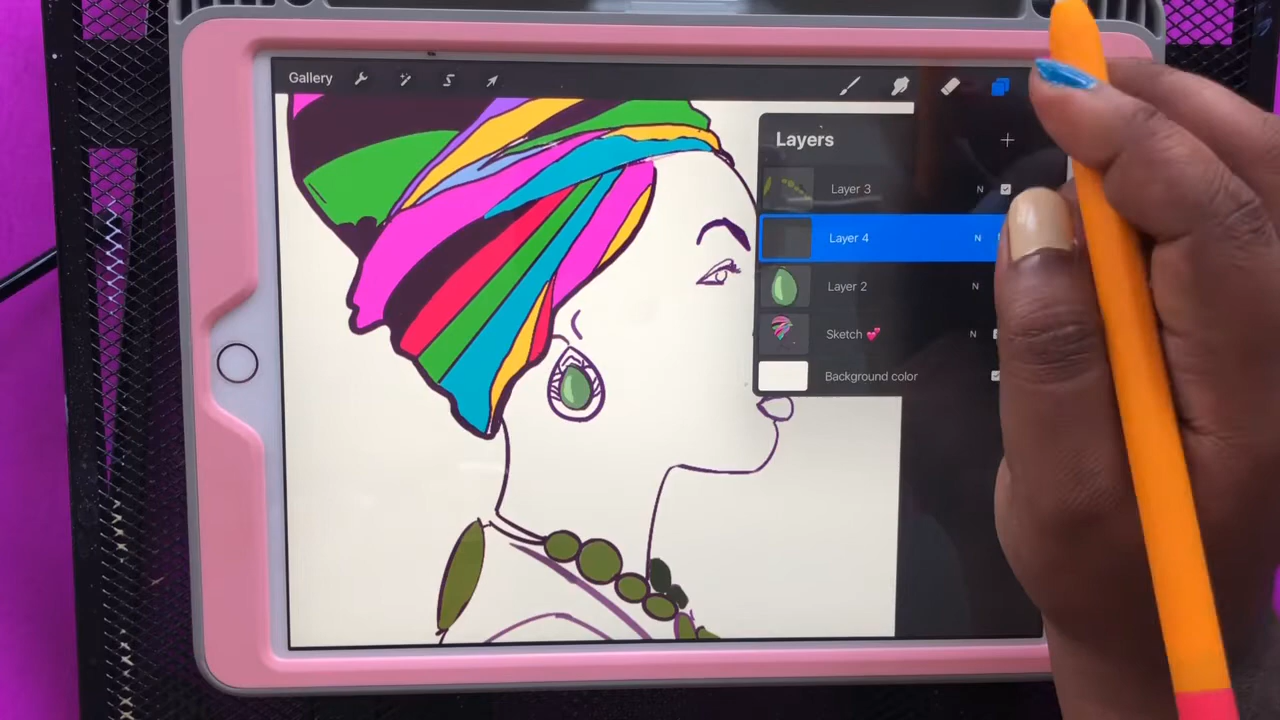 Gallery
Layers
Layer 3 N
Layer 4 N
Layer 2 N
Sketch 💕 N
Background color